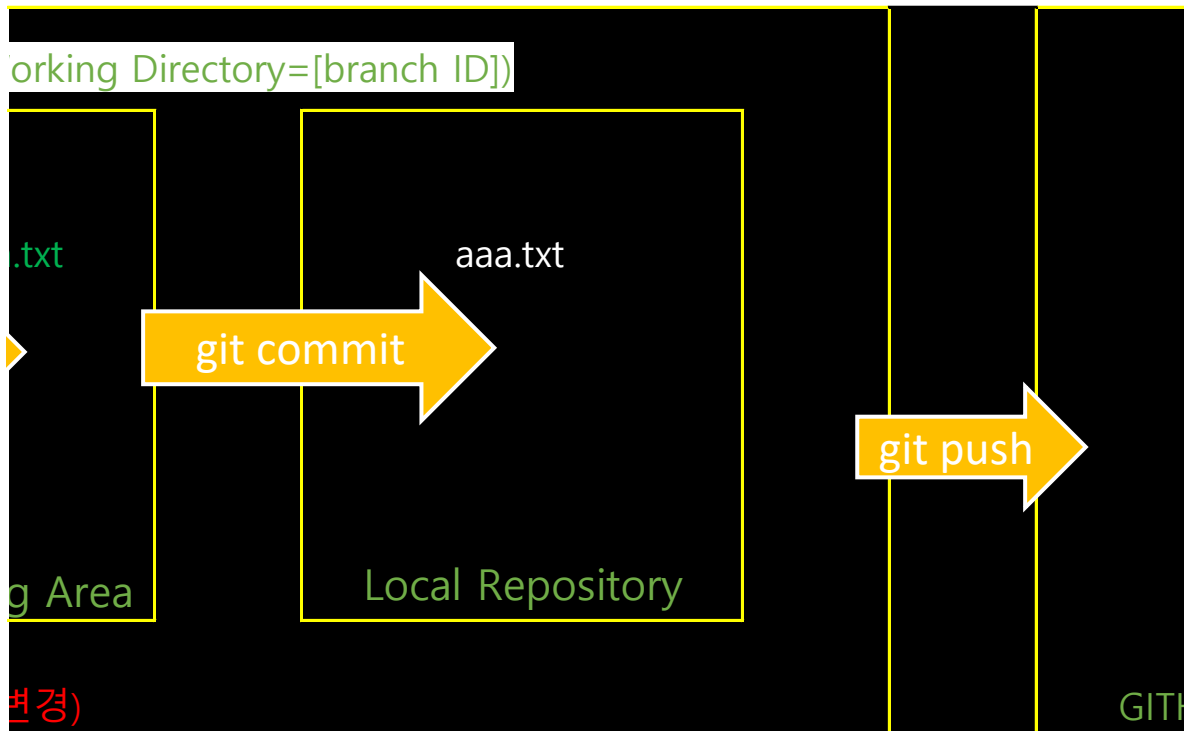 orking Directory=[branch ID])
.txt
aaa.txt
git commit
git push
Local Repository
g Area
변경)
GITH